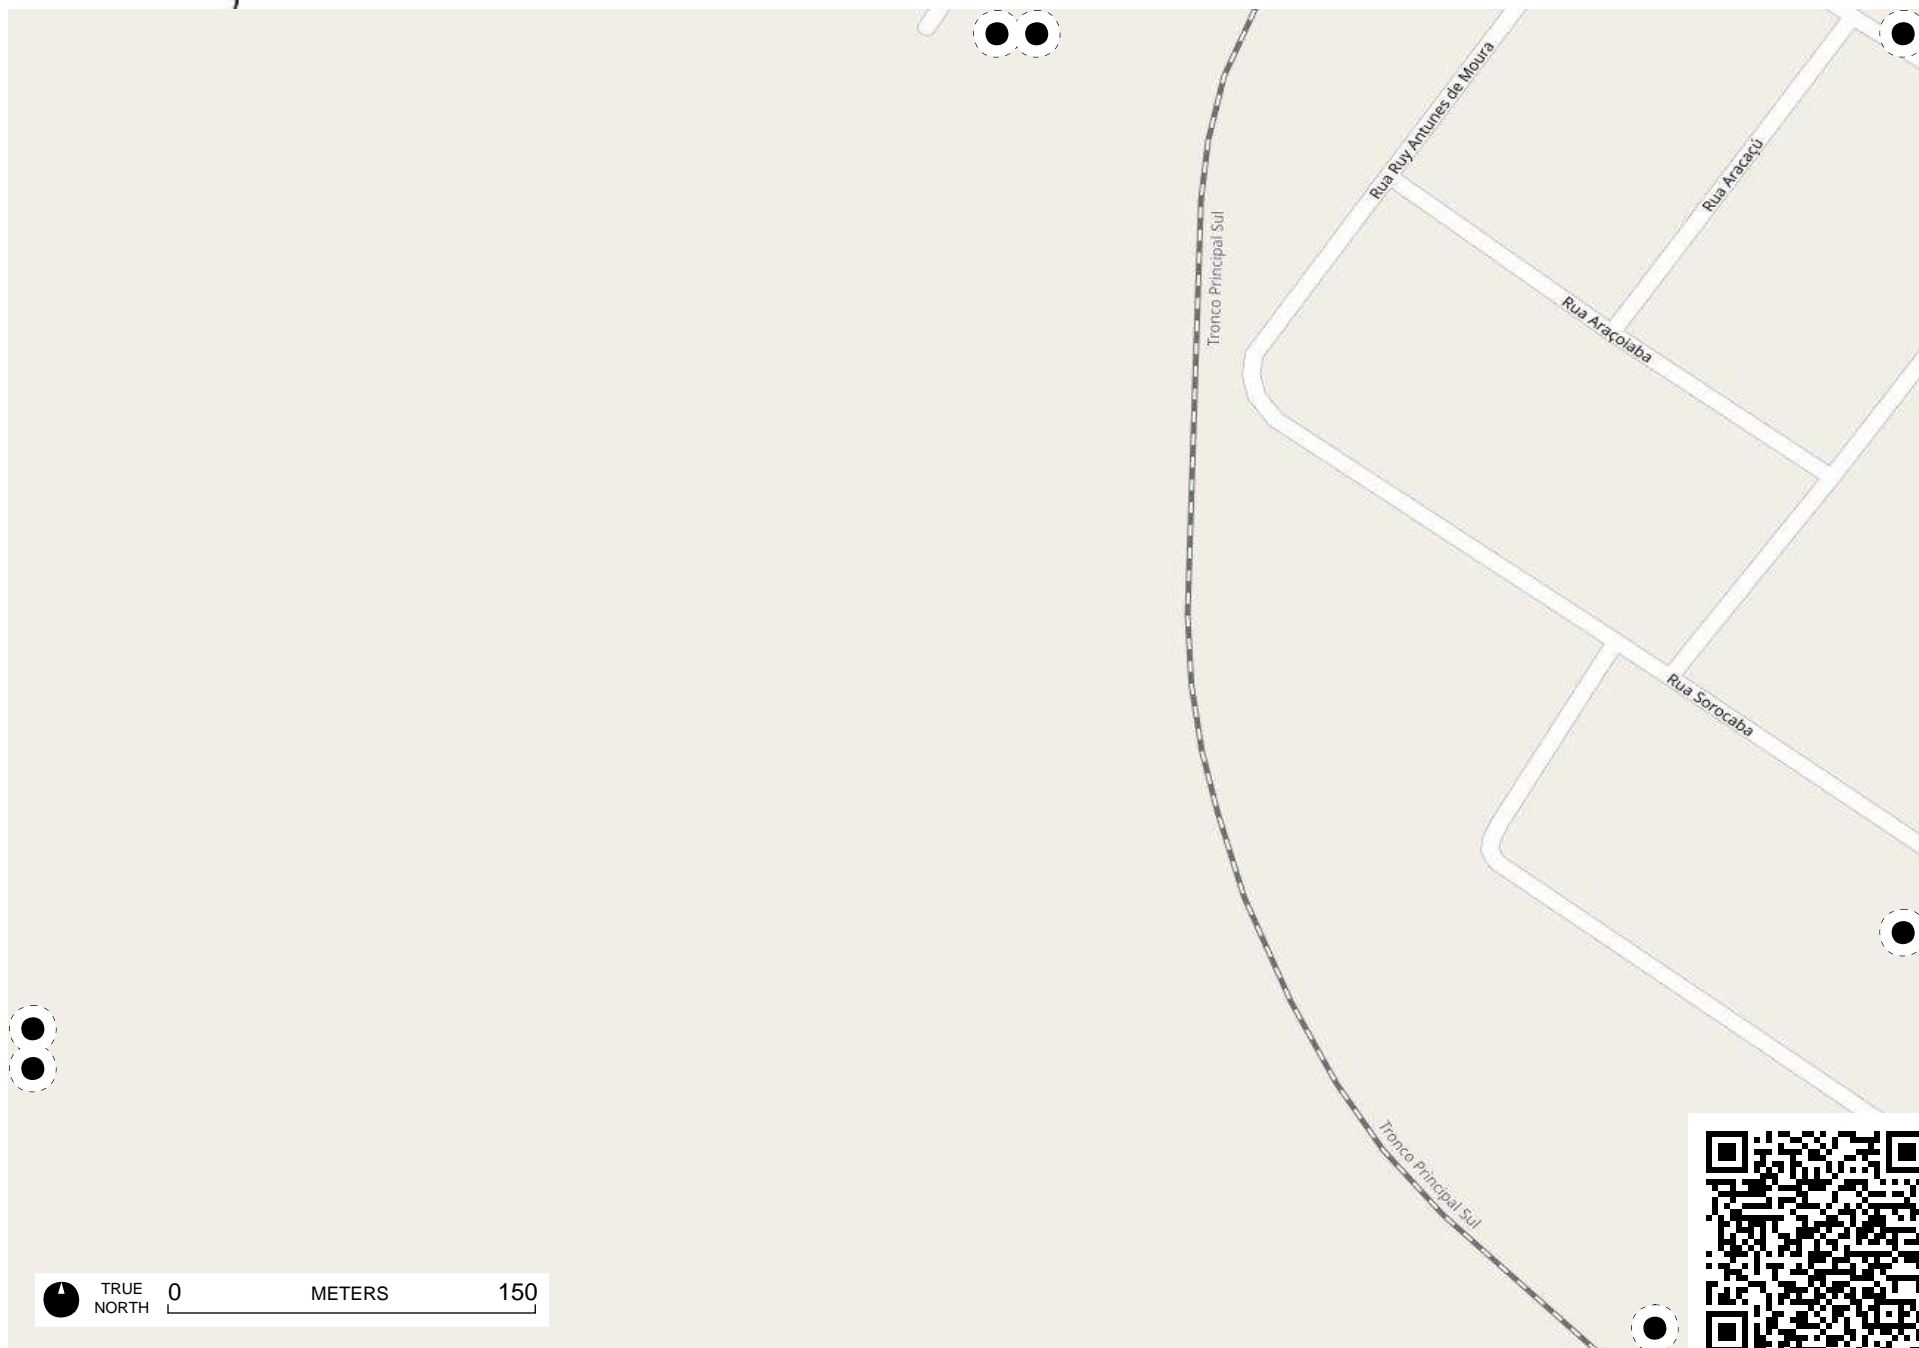 Rua Ruy Antunes de Moura
Rua Aracaçú
Tronco Principal Sul
Rua Araçoiaba
Rua Sorocaba
Tronco Principal Sul
TRUE
NORTH
0 METERS 150